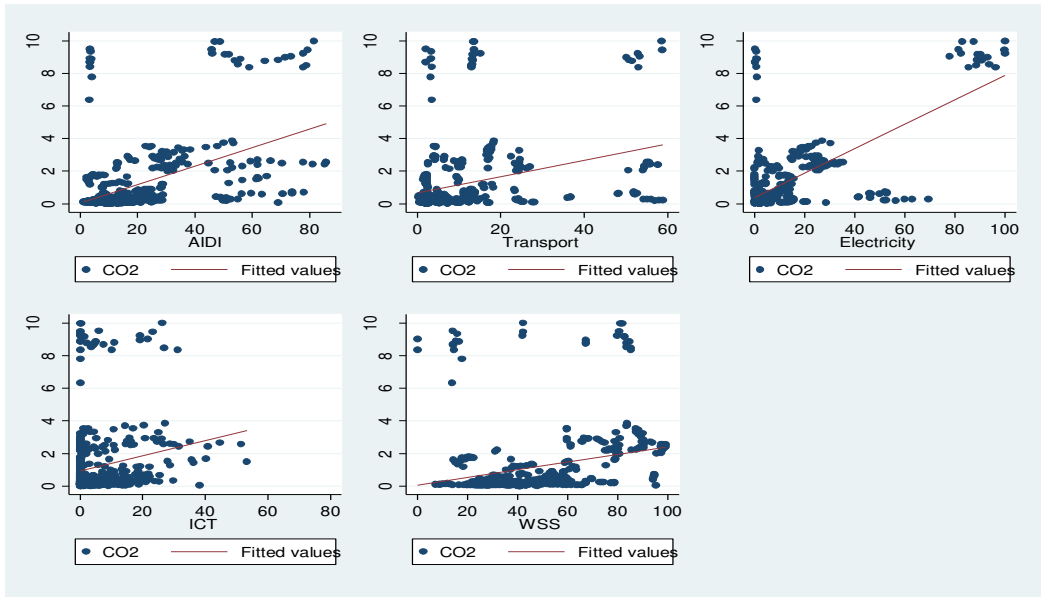 0 2 4 6 8 10
0 20 40 60 80
AIDI
CO2 Fitted values
0 2 4 6 8 10
0 20 40 60
Transport
CO2 Fitted values
0 2 4 6 8 10
0 20 40 60 80 100
Electricity
CO2 Fitted values
0 2 4 6 8 10
0 20 40 60 80
ICT
CO2 Fitted values
0 2 4 6 8 10
0 20 40 60 80 100
WSS
CO2 Fitted values